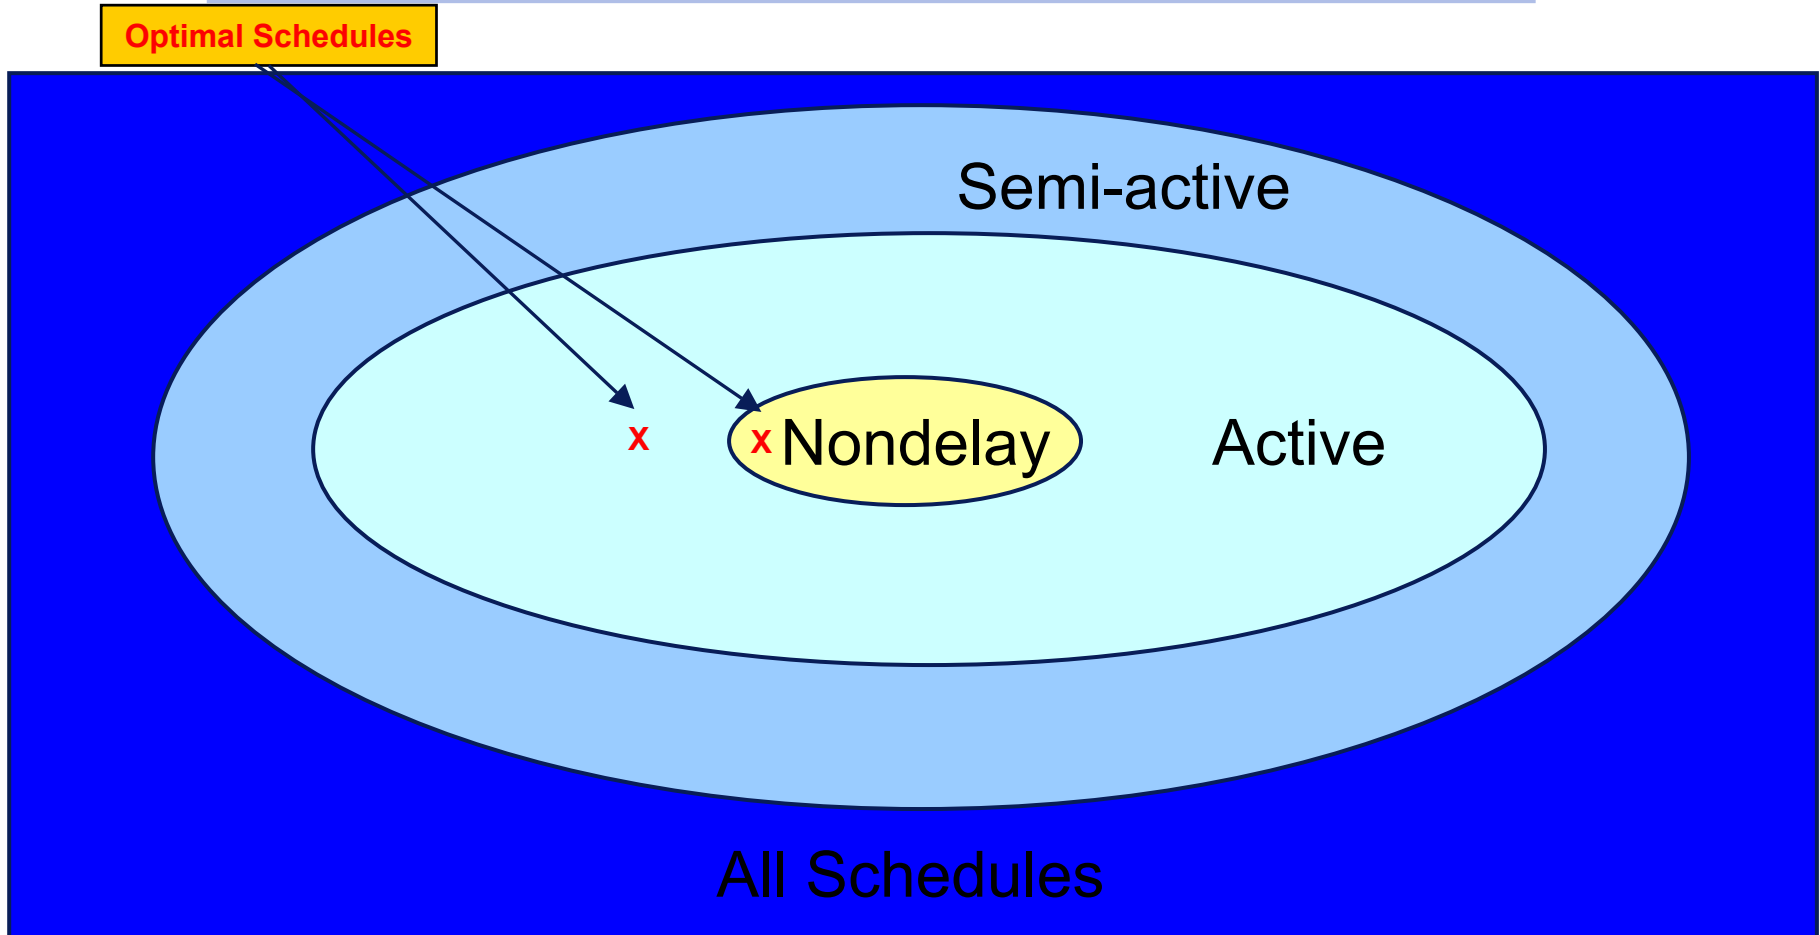 Optimal Schedules
Semi-active
x
x
Nondelay
Active
All Schedules